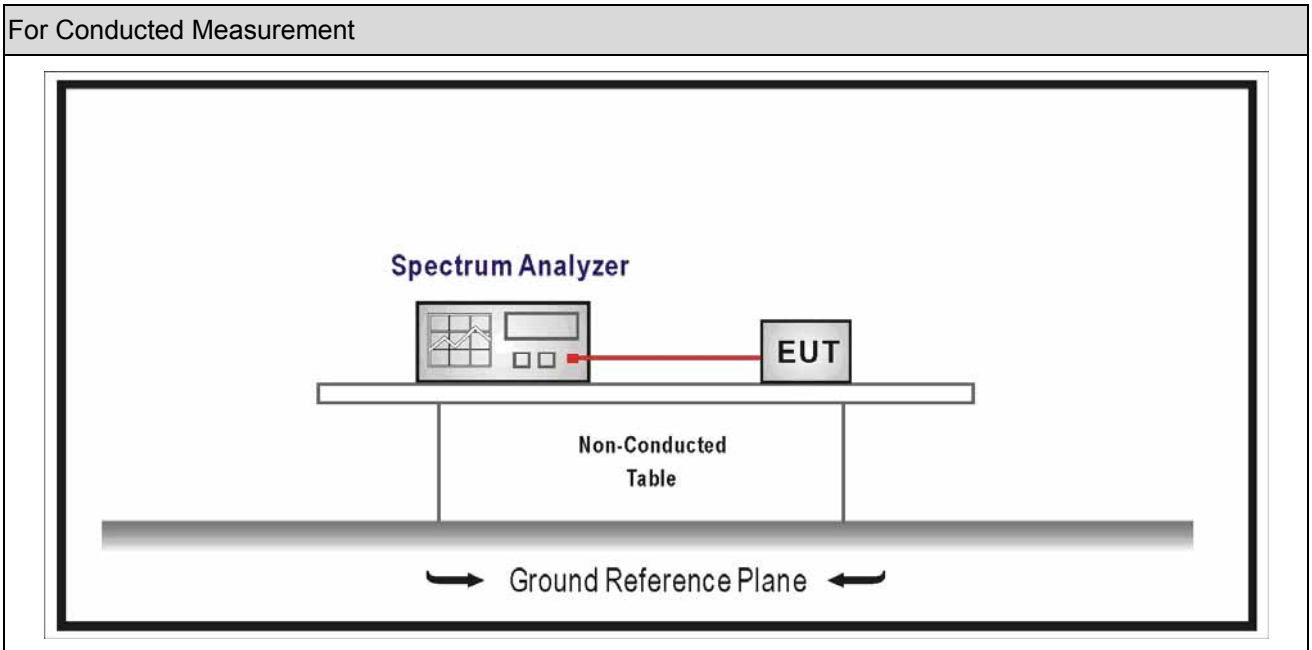 For Conducted Measurement
Spectrum Analyzer
EUT
Non-Conducted
Table
Ground Reference Plane